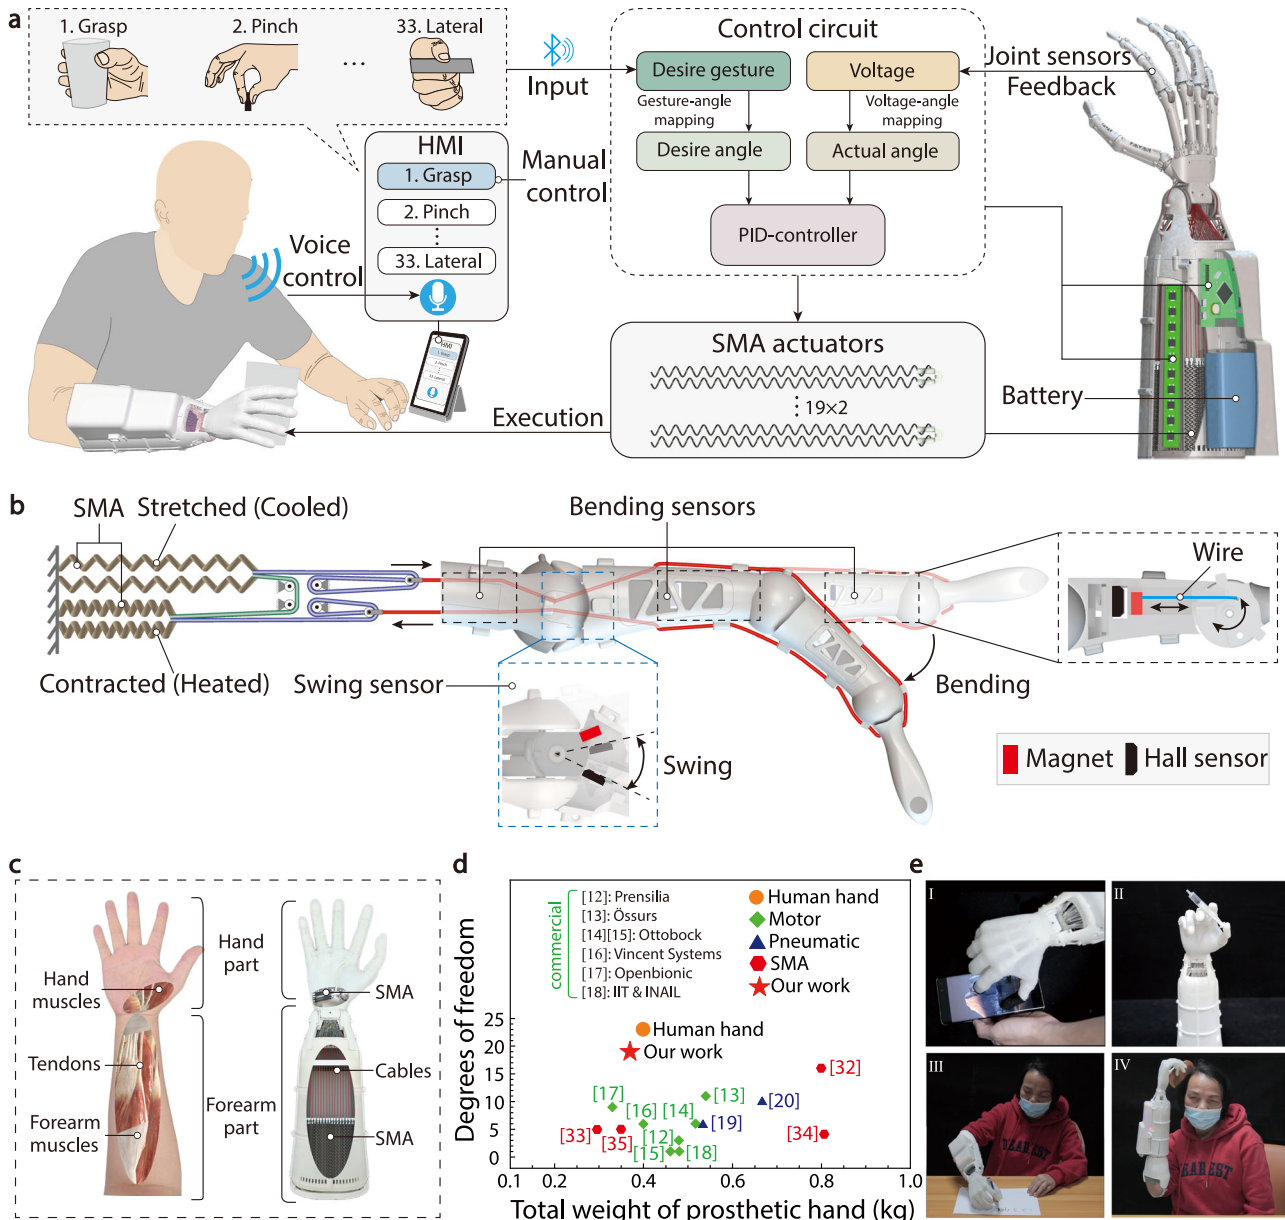 a
1. Grasp
2. Pinch
...
33. Lateral
Input
Control circuit
Desire gesture
Voltage
Gesture-angle
mapping
Voltage-angle
mapping
Desire angle
Actual angle
PID-controller
Joint sensors
Feedback
HMI
1. Grasp
2. Pinch
33. Lateral
Manual
control
Voice
control
HMI
1. Grasp
2. Pinch
33. Lateral
SMA actuators
19×2
Execution
Battery
b
SMA
Stretched (Cooled)
Contracted (Heated)
Bending sensors
Swing sensor
Swing
Bending
Wire
Magnet
Hall sensor
c
Hand
muscles
Tendons
Forearm
muscles
Hand
part
Forearm
part
SMA
Cables
SMA
d
commercial
[12]: Prensilia
[13]: Össurs
[14][15]: Ottobock
[16]: Vincent Systems
[17]: Openbionic
[18]: IIT & INAIL
Human hand
Motor
Pneumatic
SMA
Our work
Degrees of freedom
25
20
15
10
5
0
Human hand
Our work
[32]
[17]
[13]
[20]
[16]
[14]
[19]
[33]
[35]
[12]
[34]
[15]
[18]
0.1
0.2
0.4
0.6
0.8
1.0
Total weight of prosthetic hand (kg)
e
I
II
III
IV